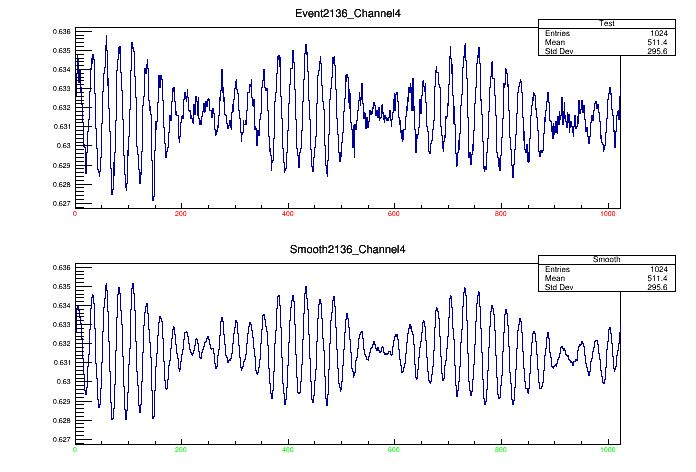 Event2136_Channel4
Test
Entries 1024
Mean 511.4
Std Dev 295.6
0.636
0.635
0.634
0.633
0.632
0.631
0.63
0.629
0.628
0.627
0 200 400 600 800 1000
Smooth2136_Channel4
Smooth
Entries 1024
Mean 511.4
Std Dev 295.6
0.636
0.635
0.634
0.633
0.632
0.631
0.63
0.629
0.628
0.627
0 200 400 600 800 1000